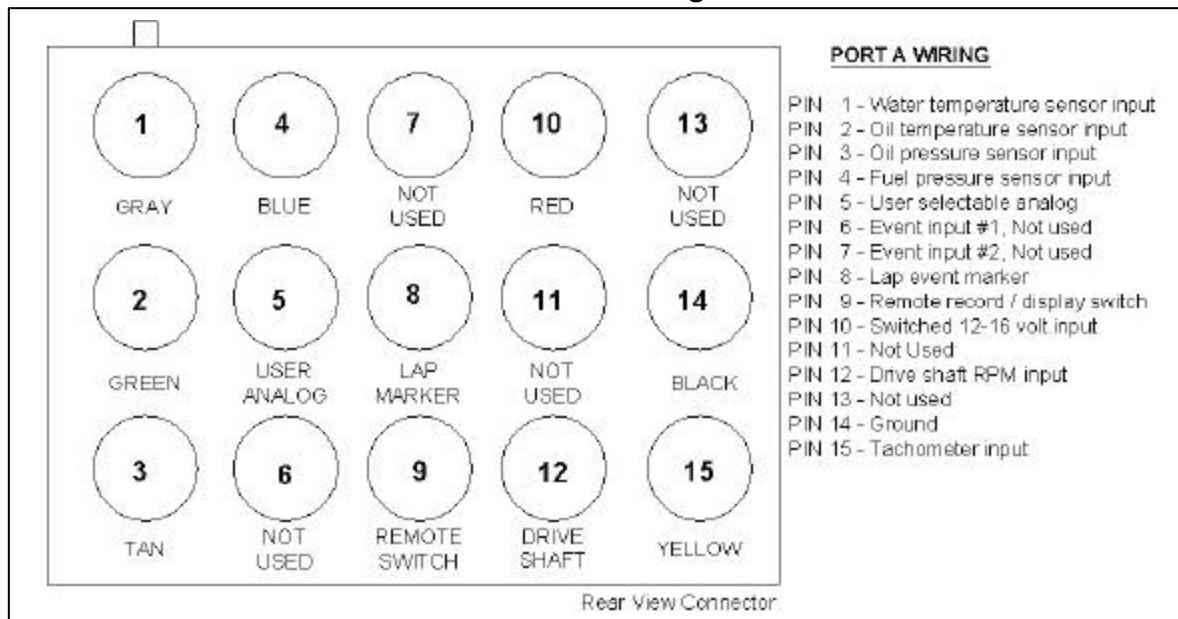 1 4 7 10 13
GRAY BLUE NOT USED RED NOT USED
2 5 8 11 14
GREEN USER ANALOG LAP MARKER NOT USED BLACK
3 6 9 12 15
TAN NOT USED REMOTE SWITCH DRIVE SHAFT YELLOW
Rear View Connector
PORT A WIRING
PIN 1 - Water temperature sensor input
PIN 2 - Oil temperature sensor input
PIN 3 - Oil pressure sensor input
PIN 4 - Fuel pressure sensor input
PIN 5 - User selectable analog
PIN 6 - Event input #1, Not used
PIN 7 - Event input #2, Not used
PIN 8 - Lap event marker
PIN 9 - Remote record / display switch
PIN 10 - Switched 12-16 volt input
PIN 11 - Not Used
PIN 12 - Drive shaft RPM input
PIN 13 - Not used
PIN 14 - Ground
PIN 15 - Tachometer input